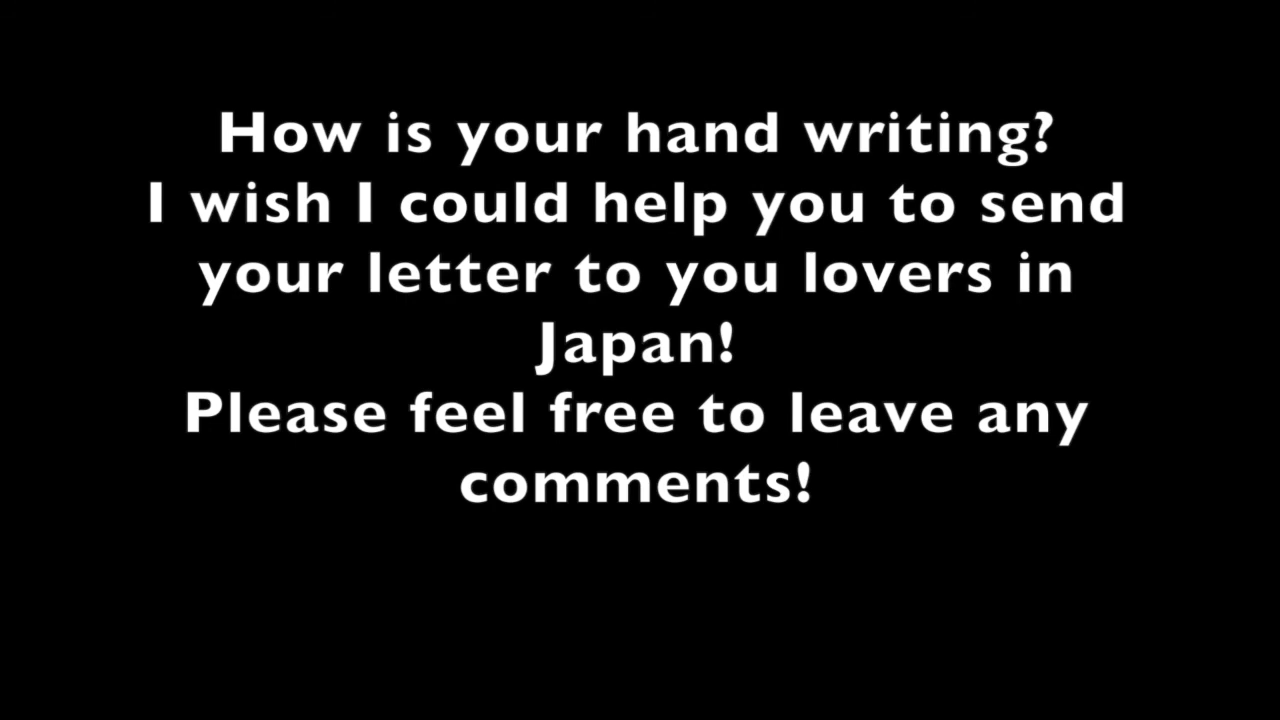 How is your hand writing?
I wish I could help you to send
your letter to you lovers in
Japan!
Please feel free to leave any
comments!